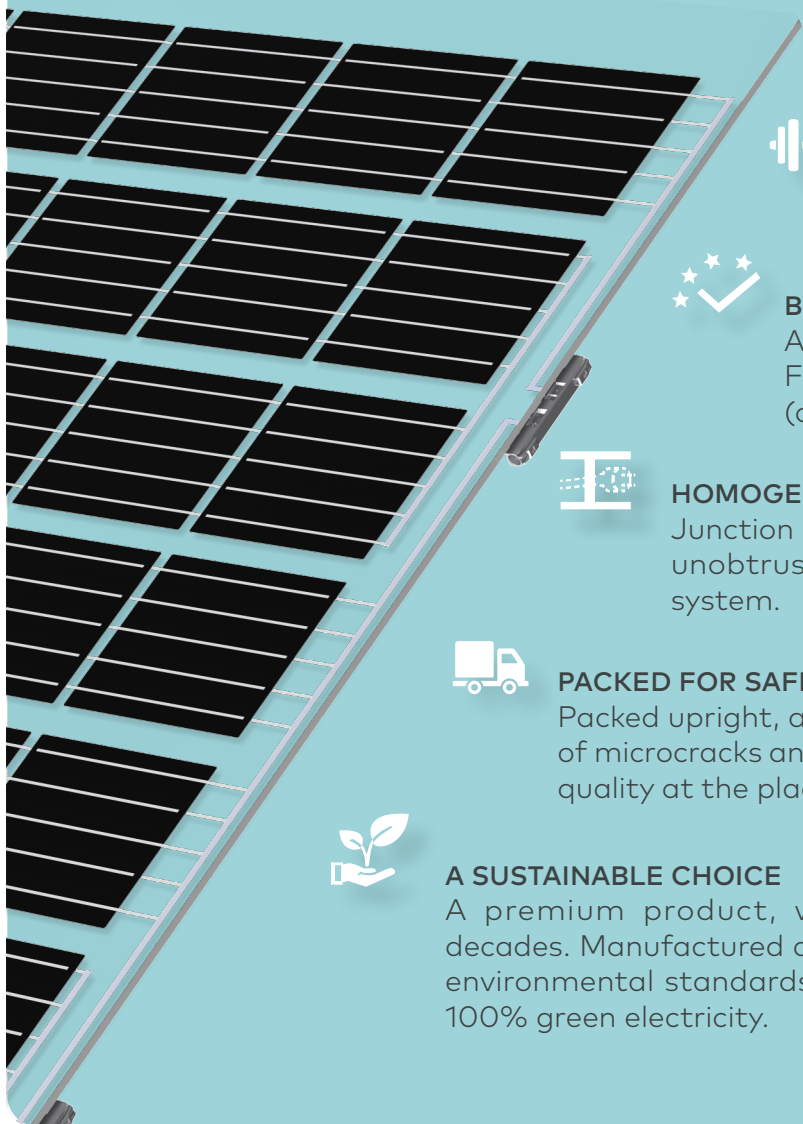 B
A
F
(
HOMOGE
Junction
unobtrus
system.
PACKED FOR SAF
Packed upright, a
of microcracks an
quality at the pla
A SUSTAINABLE CHOICE
A premium product,
decades. Manufactured
environmental standards
100% green electricity.